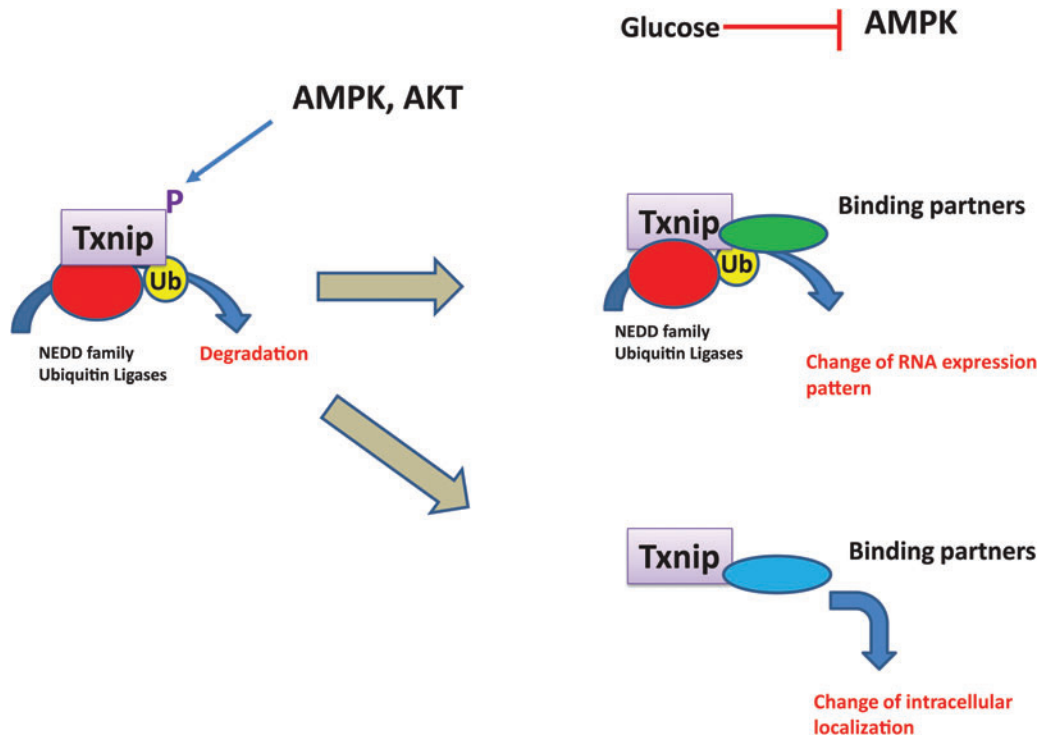 Glucose
AMPK
AMPK, AKT
P
Txnip
Ub
NEDD family
Ubiquitin Ligases
Degradation
Txnip
Ub
Binding partners
NEDD family
Ubiquitin Ligases
Change of RNA expression
pattern
Txnip
Binding partners
Change of intracellular
localization